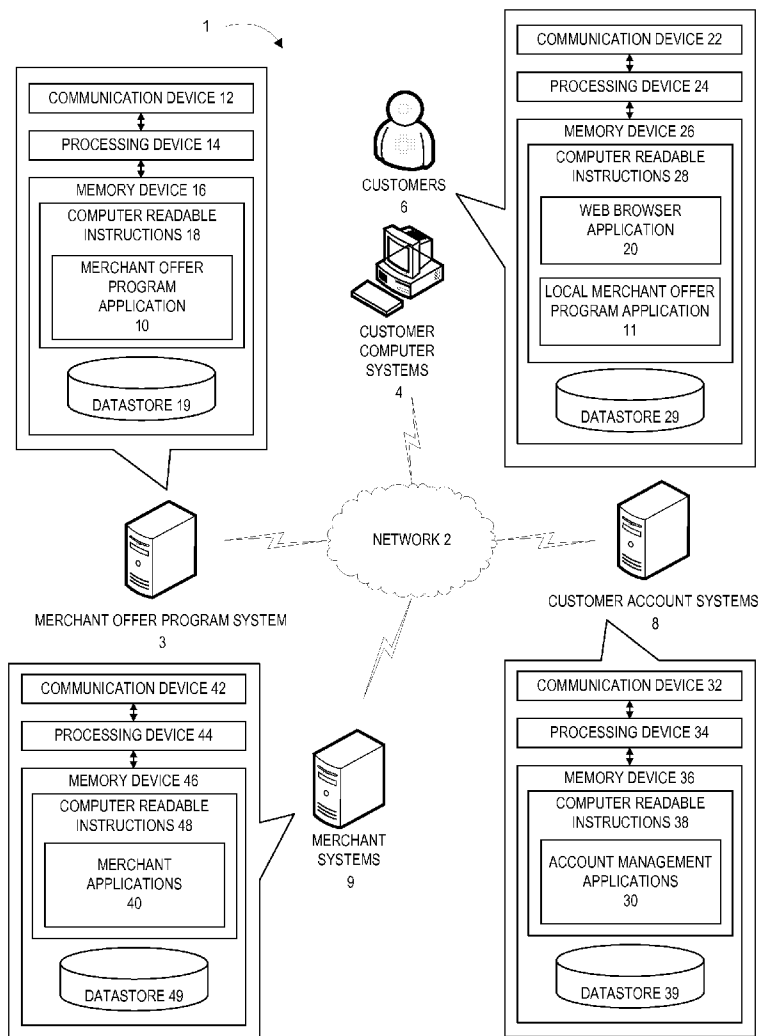 1
COMMUNICATION DEVICE 12
PROCESSING DEVICE 14
MEMORY DEVICE 16
COMPUTER READABLE
INSTRUCTIONS 18
MERCHANT OFFER
PROGRAM
APPLICATION
10
DATASTORE 19
CUSTOMERS
6
CUSTOMER
COMPUTER
SYSTEMS
4
COMMUNICATION DEVICE 22
PROCESSING DEVICE 24
MEMORY DEVICE 26
COMPUTER READABLE
INSTRUCTIONS 28
WEB BROWSER
APPLICATION
20
LOCAL MERCHANT OFFER
PROGRAM APPLICATION
11
DATASTORE 29
NETWORK 2
MERCHANT OFFER PROGRAM SYSTEM
3
CUSTOMER ACCOUNT SYSTEMS
8
COMMUNICATION DEVICE 42
PROCESSING DEVICE 44
MEMORY DEVICE 46
COMPUTER READABLE
INSTRUCTIONS 48
MERCHANT
APPLICATIONS
40
DATASTORE 49
MERCHANT
SYSTEMS
9
COMMUNICATION DEVICE 32
PROCESSING DEVICE 34
MEMORY DEVICE 36
COMPUTER READABLE
INSTRUCTIONS 38
ACCOUNT MANAGEMENT
APPLICATIONS
30
DATASTORE 39